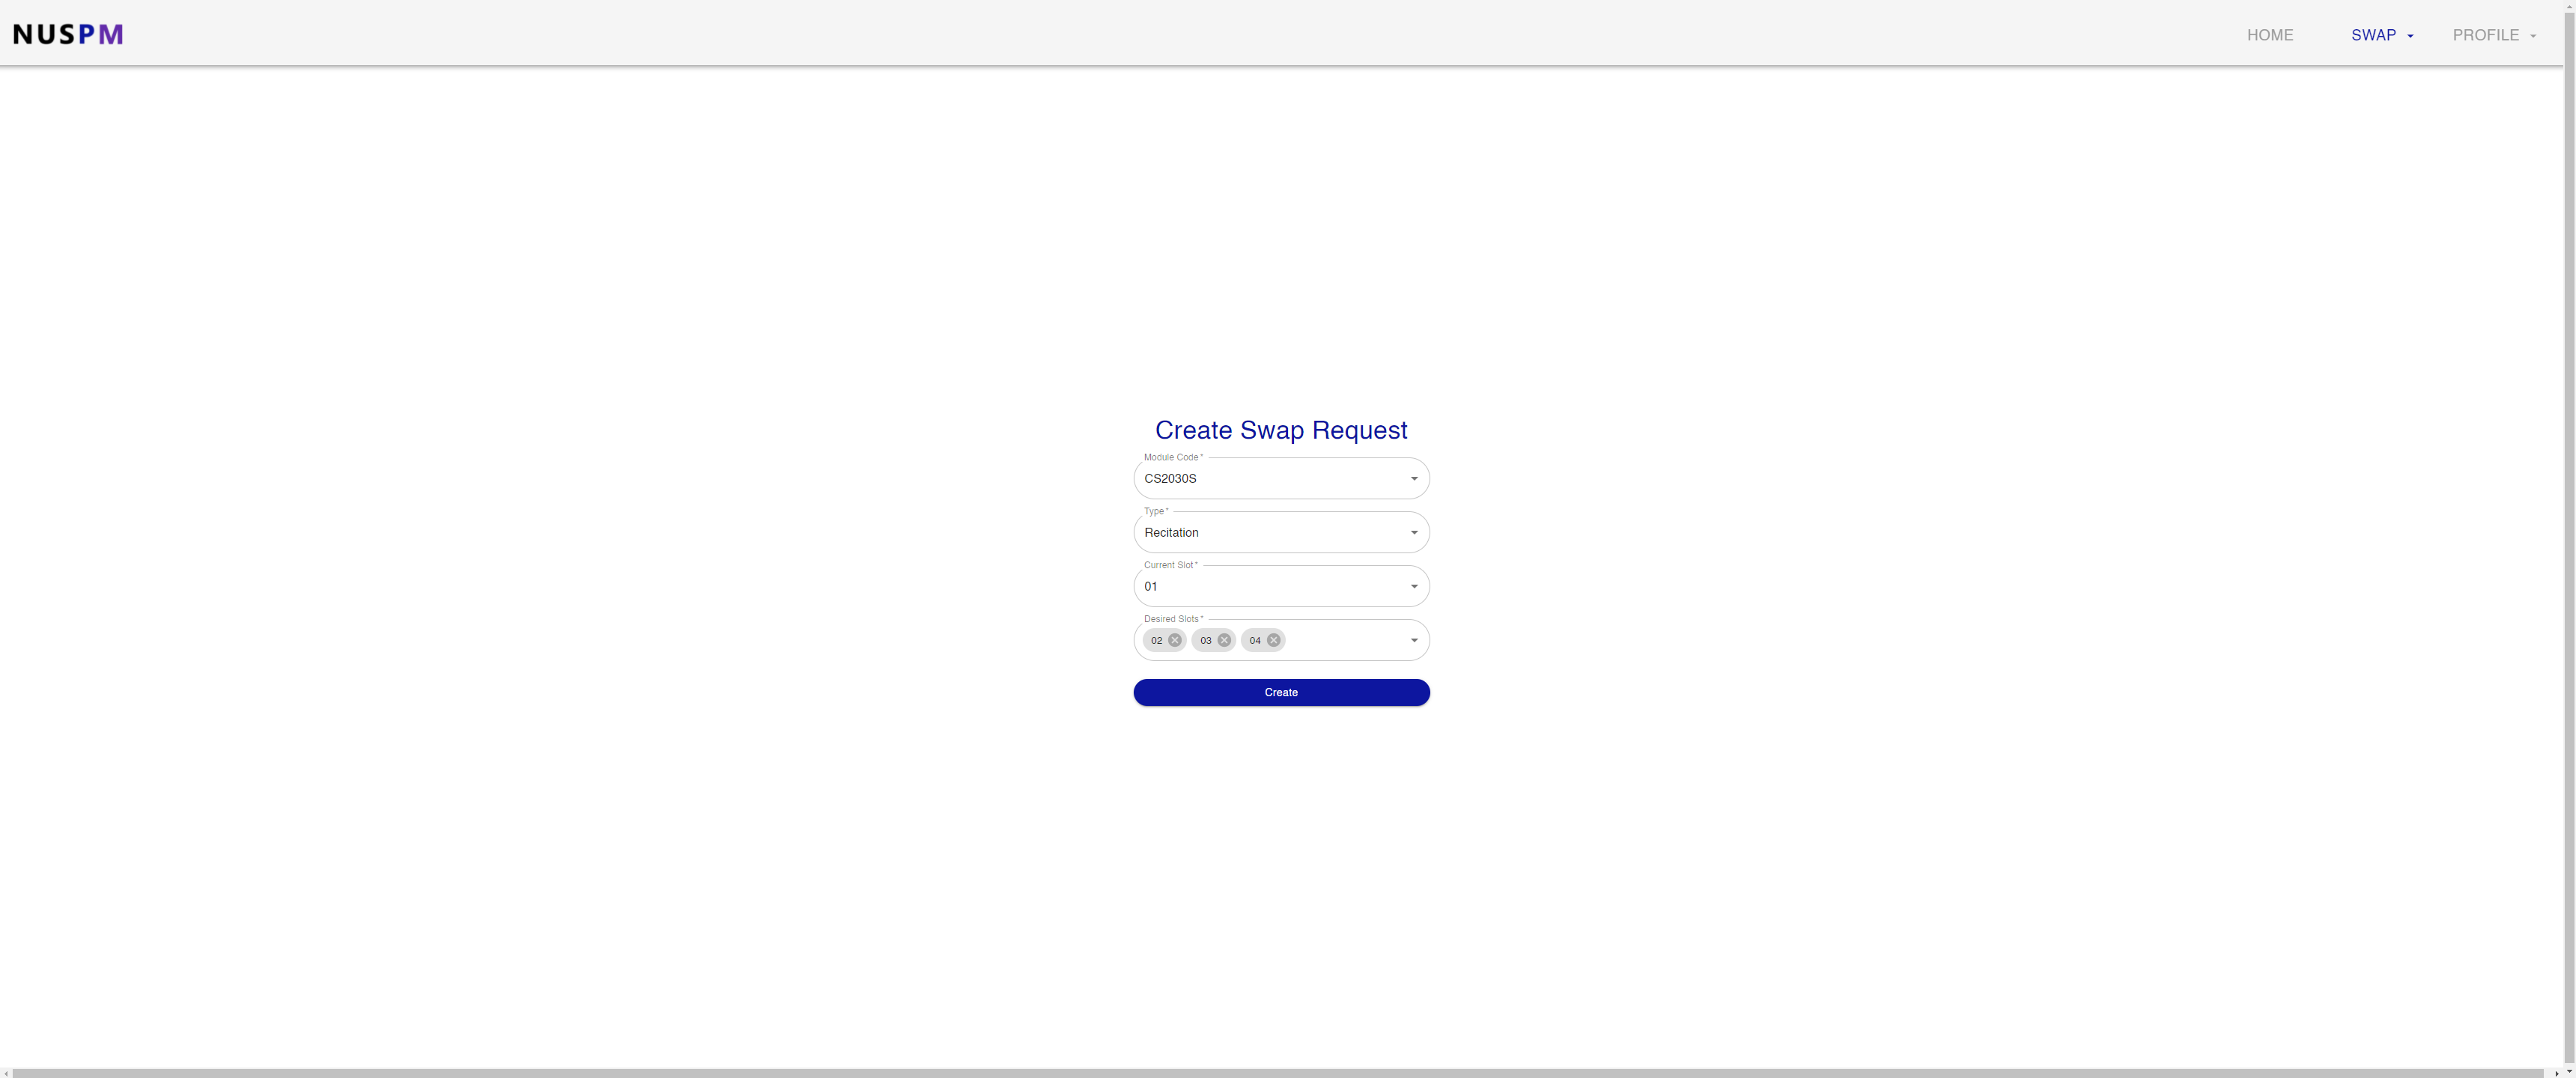 NUSPM
HOME SWAP PROFILE
Create Swap Request
Module Code *
CS2030S
Type *
Recitation
Current Slot *
01
Desired Slots *
02 03 04
Create